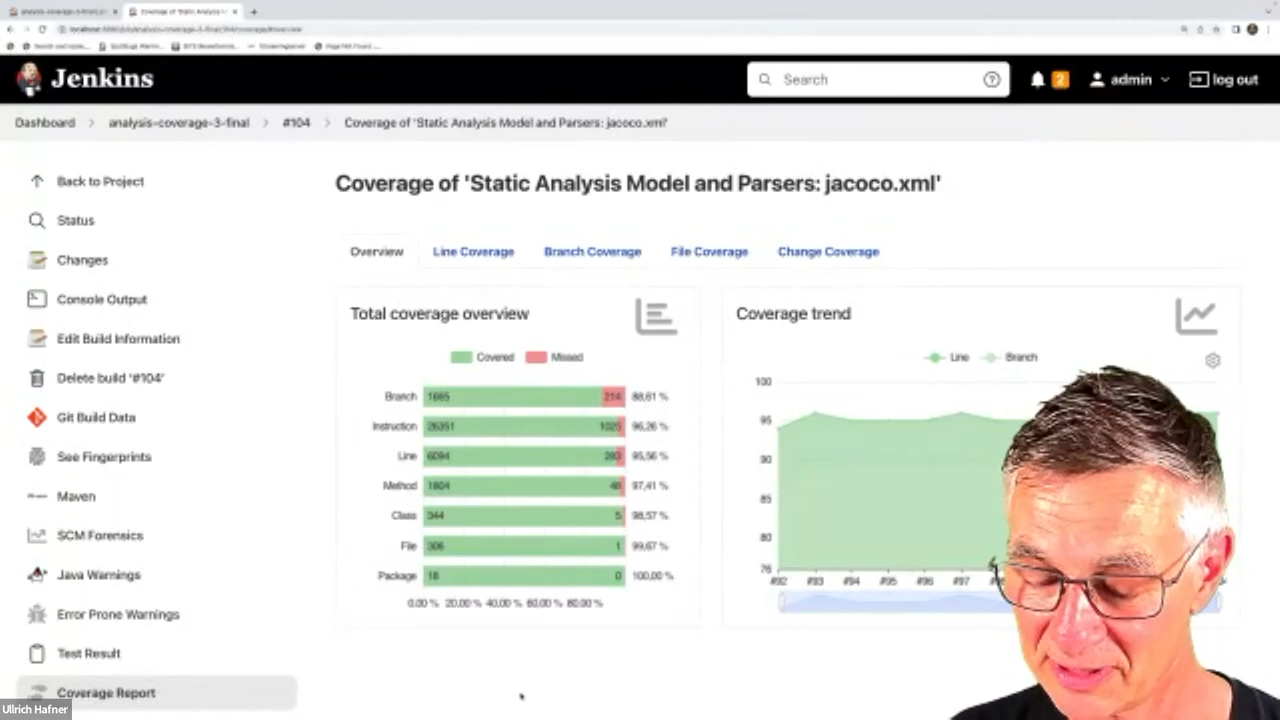 Coverage of 'Static Analysis M
Jenkins
Search
2
admin
log out
Dashboard
analysis-coverage-3-final
#104
Coverage of 'Static Analysis Model and Parsers: jacoco.xml'
Back to Project
Status
Changes
Console Output
Edit Build Information
Delete build '#104'
Git Build Data
See Fingerprints
Maven
SCM Forensics
Java Warnings
Error Prone Warnings
Test Result
Coverage Report
Ullrich Hafner
Coverage of 'Static Analysis Model and Parsers: jacoco.xml'
Overview
Line Coverage
Branch Coverage
File Coverage
Change Coverage
Total coverage overview
Covered
Missed
Branch 1665 214 88,61 %
Instruction 26351 1025 96,26 %
Line 6094 283 95,56 %
Method 1804 48 97,41 %
Class 344 5 98,57 %
File 306 1 99,67 %
Package 18 0 100,00 %
0.00 % 20.00 % 40.00 % 60.00 % 80.00 %
Coverage trend
Line
Branch
100
95
90
85
80
76
#92 #93 #94 #95 #96 #97